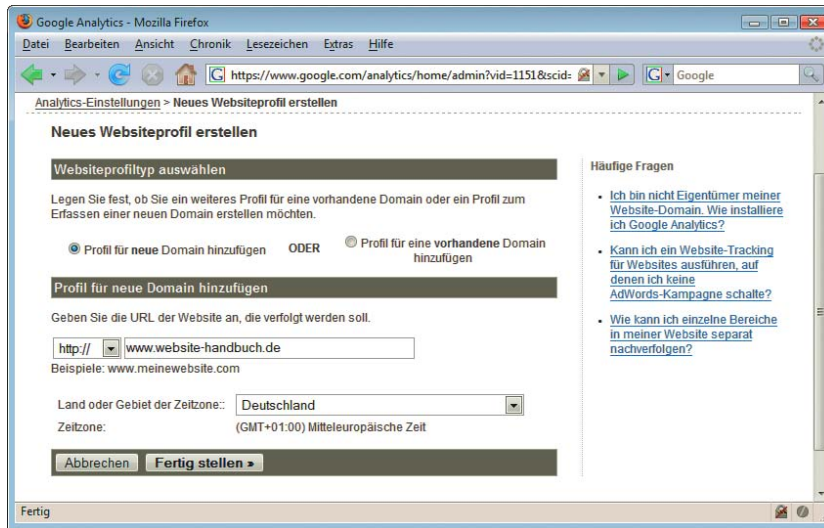 Google Analytics - Mozilla Firefox
Datei Bearbeiten Ansicht Chronik Lesezeichen Extras Hilfe
https://www.google.com/analytics/home/admin?vid=1151&scid=
Google
Analytics-Einstellungen > Neues Websiteprofil erstellen
Neues Websiteprofil erstellen
Websiteprofiltyp auswählen
Legen Sie fest, ob Sie ein weiteres Profil für eine vorhandene Domain oder ein Profil zum
Erfassen einer neuen Domain erstellen möchten.
Profil für neue Domain hinzufügen ODER Profil für eine vorhandene Domain
hinzufügen
Profil für neue Domain hinzufügen
Geben Sie die URL der Website an, die verfolgt werden soll.
http:// www.website-handbuch.de
Beispiele: www.meinewebsite.com
Land oder Gebiet der Zeitzone:: Deutschland
Zeitzone: (GMT+01:00) Mitteleuropäische Zeit
Abbrechen Fertig stellen »
Häufige Fragen
Ich bin nicht Eigentümer meiner
Website-Domain. Wie installiere
ich Google Analytics?
Kann ich ein Website-Tracking
für Websites ausführen, auf
denen ich keine
AdWords-Kampagne schalte?
Wie kann ich einzelne Bereiche
in meiner Website separat
nachverfolgen?
Fertig